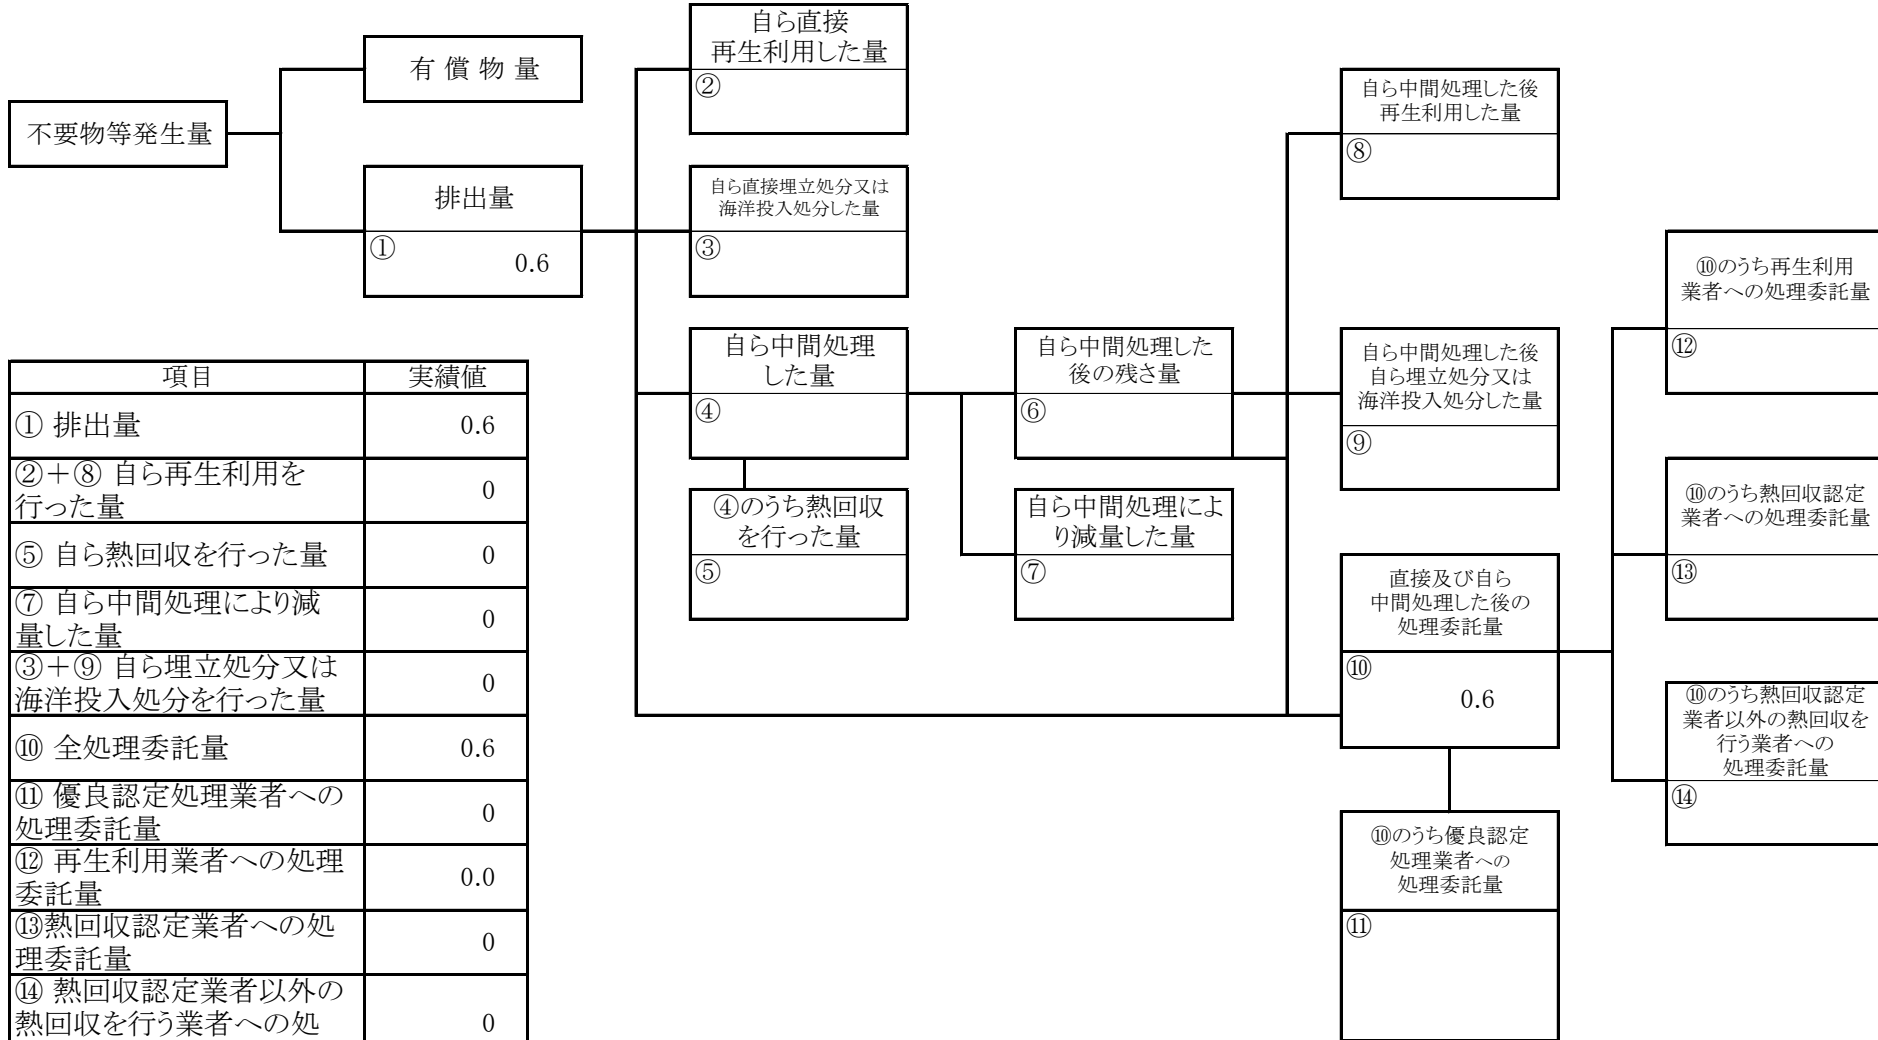 不要物等発生量
有 償 物 量
排出量
①
0.6
自ら直接
再生利用した量
②
自ら直接埋立処分又は
海洋投入処分した量
③
自ら中間処理
した量
④
④のうち熱回収
を行った量
⑤
自ら中間処理した
後の残さ量
⑥
自ら中間処理によ
り減量した量
⑦
自ら中間処理した後
再生利用した量
⑧
自ら中間処理した後
自ら埋立処分又は
海洋投入処分した量
⑨
直接及び自ら
中間処理した後の
処理委託量
⑩
0.6
⑩のうち優良認定
処理業者への
処理委託量
⑪
⑩のうち再生利用
業者への処理委託量
⑫
⑩のうち熱回収認定
業者への処理委託量
⑬
⑩のうち熱回収認定
業者以外の熱回収を
行う業者への
処理委託量
⑭
項目 実績値
① 排出量 0.6
②+⑧ 自ら再生利用を
行った量 0
⑤ 自ら熱回収を行った量 0
⑦ 自ら中間処理により減
量した量 0
③+⑨ 自ら埋立処分又は
海洋投入処分を行った量 0
⑩ 全処理委託量 0.6
⑪ 優良認定処理業者への
処理委託量 0
⑫ 再生利用業者への処理
委託量 0.0
⑬熱回収認定業者への処
理委託量 0
⑭ 熱回収認定業者以外の
熱回収を行う業者への処 0